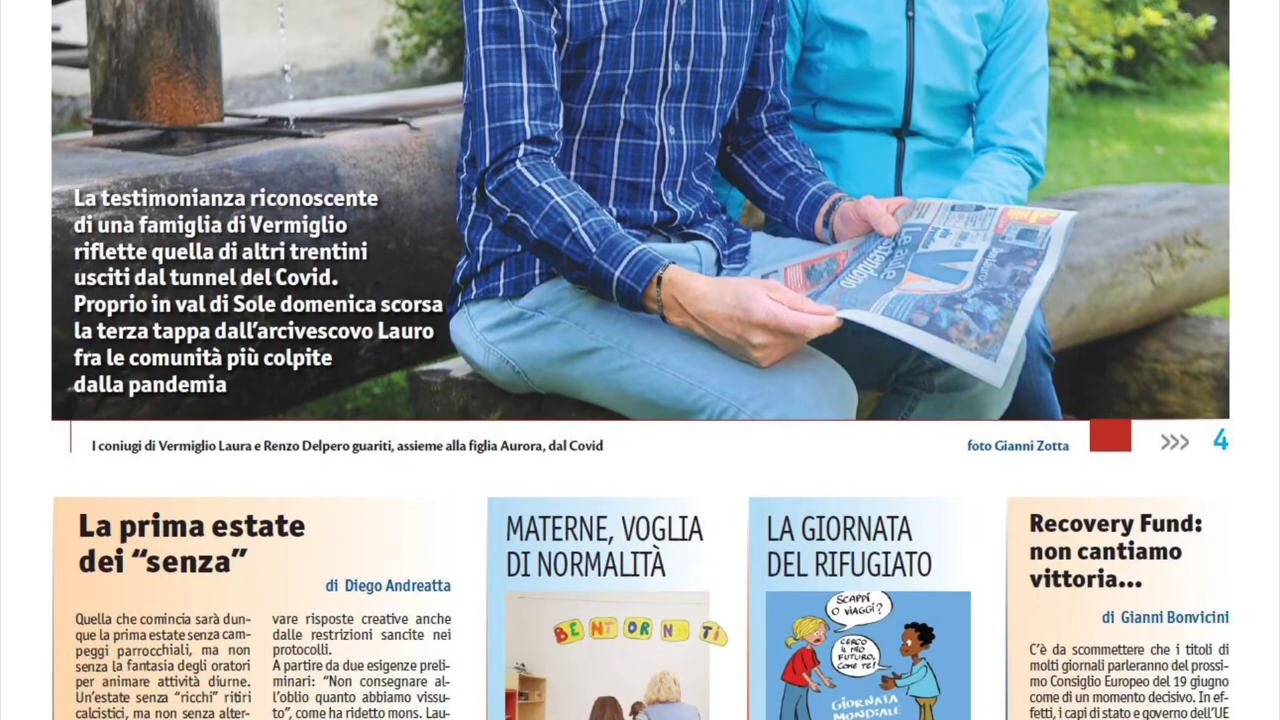 La testimonianza riconoscente
di una famiglia di Vermiglio
riflette quella di altri trentini
usciti dal tunnel del Covid.
Proprio in val di Sole domenica scorsa
la terza tappa dall'arcivescovo Lauro
fra le comunità più colpite
dalla pandemia
I coniugi di Vermiglio Laura e Renzo Delpero guariti, assieme alla figlia Aurora, dal Covid
foto Gianni Zotta
>>> 4
La prima estate
dei “senza”
di Diego Andreatta
Quella che comincia sarà dun-
que la prima estate senza cam-
peggi parrocchiali, ma non
senza la fantasia degli oratori
per animare attività diurne.
Un'estate senza “ricchi” ritiri
calcistici, ma non senza alter-
vare risposte creative anche
dalle restrizioni sancite nei
protocolli.
A partire da due esigenze preli-
minari: “Non consegnare al-
l'oblio quanto abbiamo vissu-
to”, come ha ridetto mons. Lau-
MATERNE, VOGLIA
DI NORMALITÀ
BENTORNATI
LA GIORNATA
DEL RIFUGIATO
SCAPPI
O VIAGGI?
CERCO
IL MIO
FUTURO,
COME TE!
GIORNATA
MONDIALE
Recovery Fund:
non cantiamo
vittoria...
di Gianni Bonvicini
C'è da scommettere che i titoli di
molti giornali parleranno del prossi-
mo Consiglio Europeo del 19 giugno
come di un momento decisivo. In ef-
fetti, i capi di stato e governo dell'UE